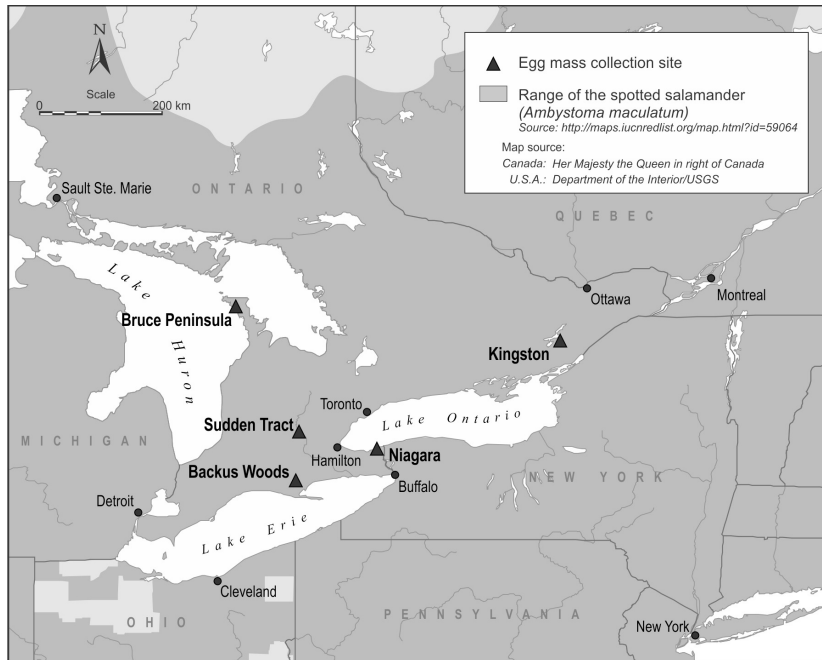 N
Scale
0 200 km
Egg mass collection site
Range of the spotted salamander
(Ambystoma maculatum)
Source: http://maps.iucnredlist.org/map.html?id=59064
Map source:
Canada: Her Majesty the Queen in right of Canada
U.S.A.: Department of the Interior/USGS
Sault Ste. Marie
ONTARIO
QUEBEC
Lake
Huron
Ottawa
Montreal
Bruce Peninsula
Kingston
Toronto
Lake Ontario
Sudden Tract
MICHIGAN
Hamilton
Niagara
Backus Woods
Buffalo
NEW YORK
Detroit
Lake Erie
Cleveland
OHIO
PENNSYLVANIA
New York